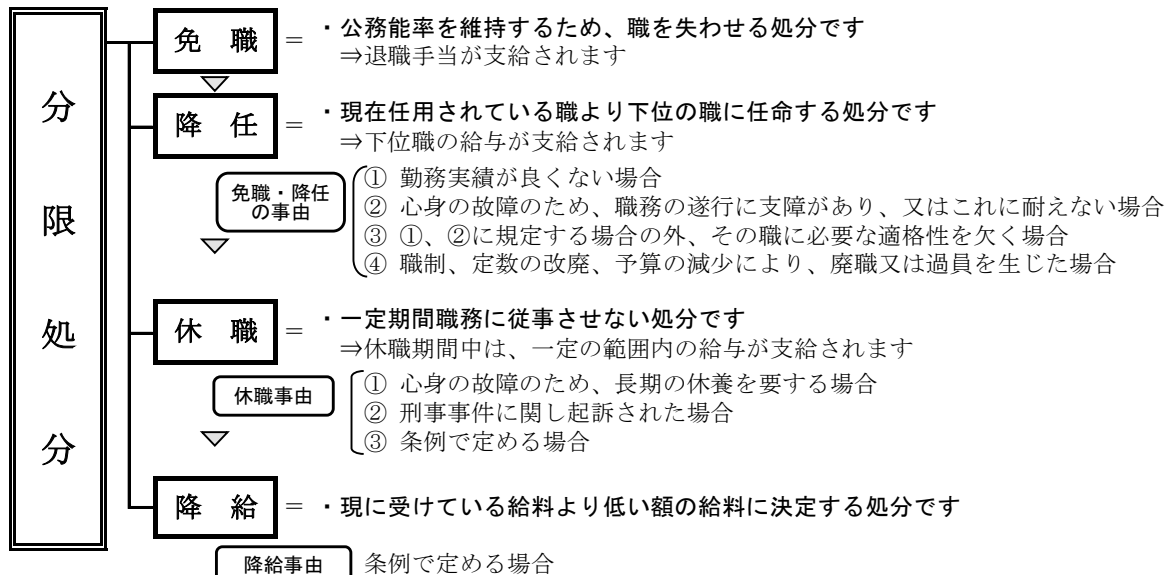 分限処分
免 職 = ・公務能率を維持するため、職を失わせる処分です
⇒退職手当が支給されます
降 任 = ・現在任用されている職より下位の職に任命する処分です
⇒下位職の給与が支給されます
免職・降任
の事由
① 勤務実績が良くない場合
② 心身の故障のため、職務の遂行に支障があり、又はこれに耐えない場合
③ ①、②に規定する場合の外、その職に必要な適格性を欠く場合
④ 職制、定数の改廃、予算の減少により、廃職又は過員を生じた場合
休 職 = ・一定期間職務に従事させない処分です
⇒休職期間中は、一定の範囲内の給与が支給されます
休職事由
① 心身の故障のため、長期の休養を要する場合
② 刑事事件に関し起訴された場合
③ 条例で定める場合
降 給 = ・現に受けている給料より低い額の給料に決定する処分です
降給事由 条例で定める場合